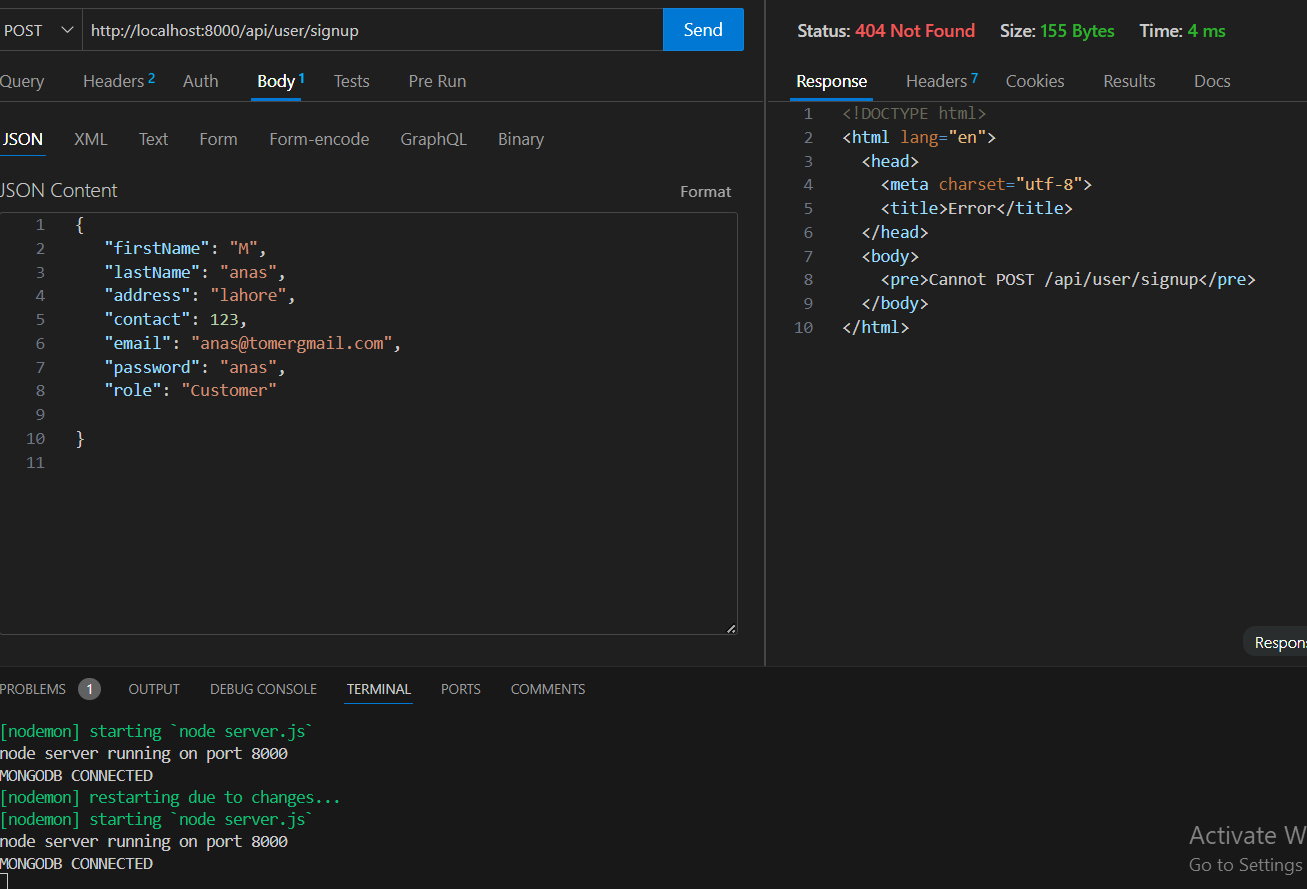 POST http://localhost:8000/api/user/signup Send
Query Headers 2 Auth Body 1 Tests Pre Run
JSON XML Text Form Form-encode GraphQL Binary
JSON Content Format
1 {
2 "firstName": "M",
3 "lastName": "anas",
4 "address": "lahore",
5 "contact": 123,
6 "email": "anas@tomergmail.com",
7 "password": "anas",
8 "role": "Customer"
9
10 }
11
Status: 404 Not Found Size: 155 Bytes Time: 4 ms
Response Headers 7 Cookies Results Docs
1 <!DOCTYPE html>
2 <html lang="en">
3 <head>
4 <meta charset="utf-8">
5 <title>Error</title>
6 </head>
7 <body>
8 <pre>Cannot POST /api/user/signup</pre>
9 </body>
10 </html>
Respon
PROBLEMS 1 OUTPUT DEBUG CONSOLE TERMINAL PORTS COMMENTS
[nodemon] starting `node server.js`
node server running on port 8000
MONGODB CONNECTED
[nodemon] restarting due to changes...
[nodemon] starting `node server.js`
node server running on port 8000
MONGODB CONNECTED
Activate W
Go to Settings